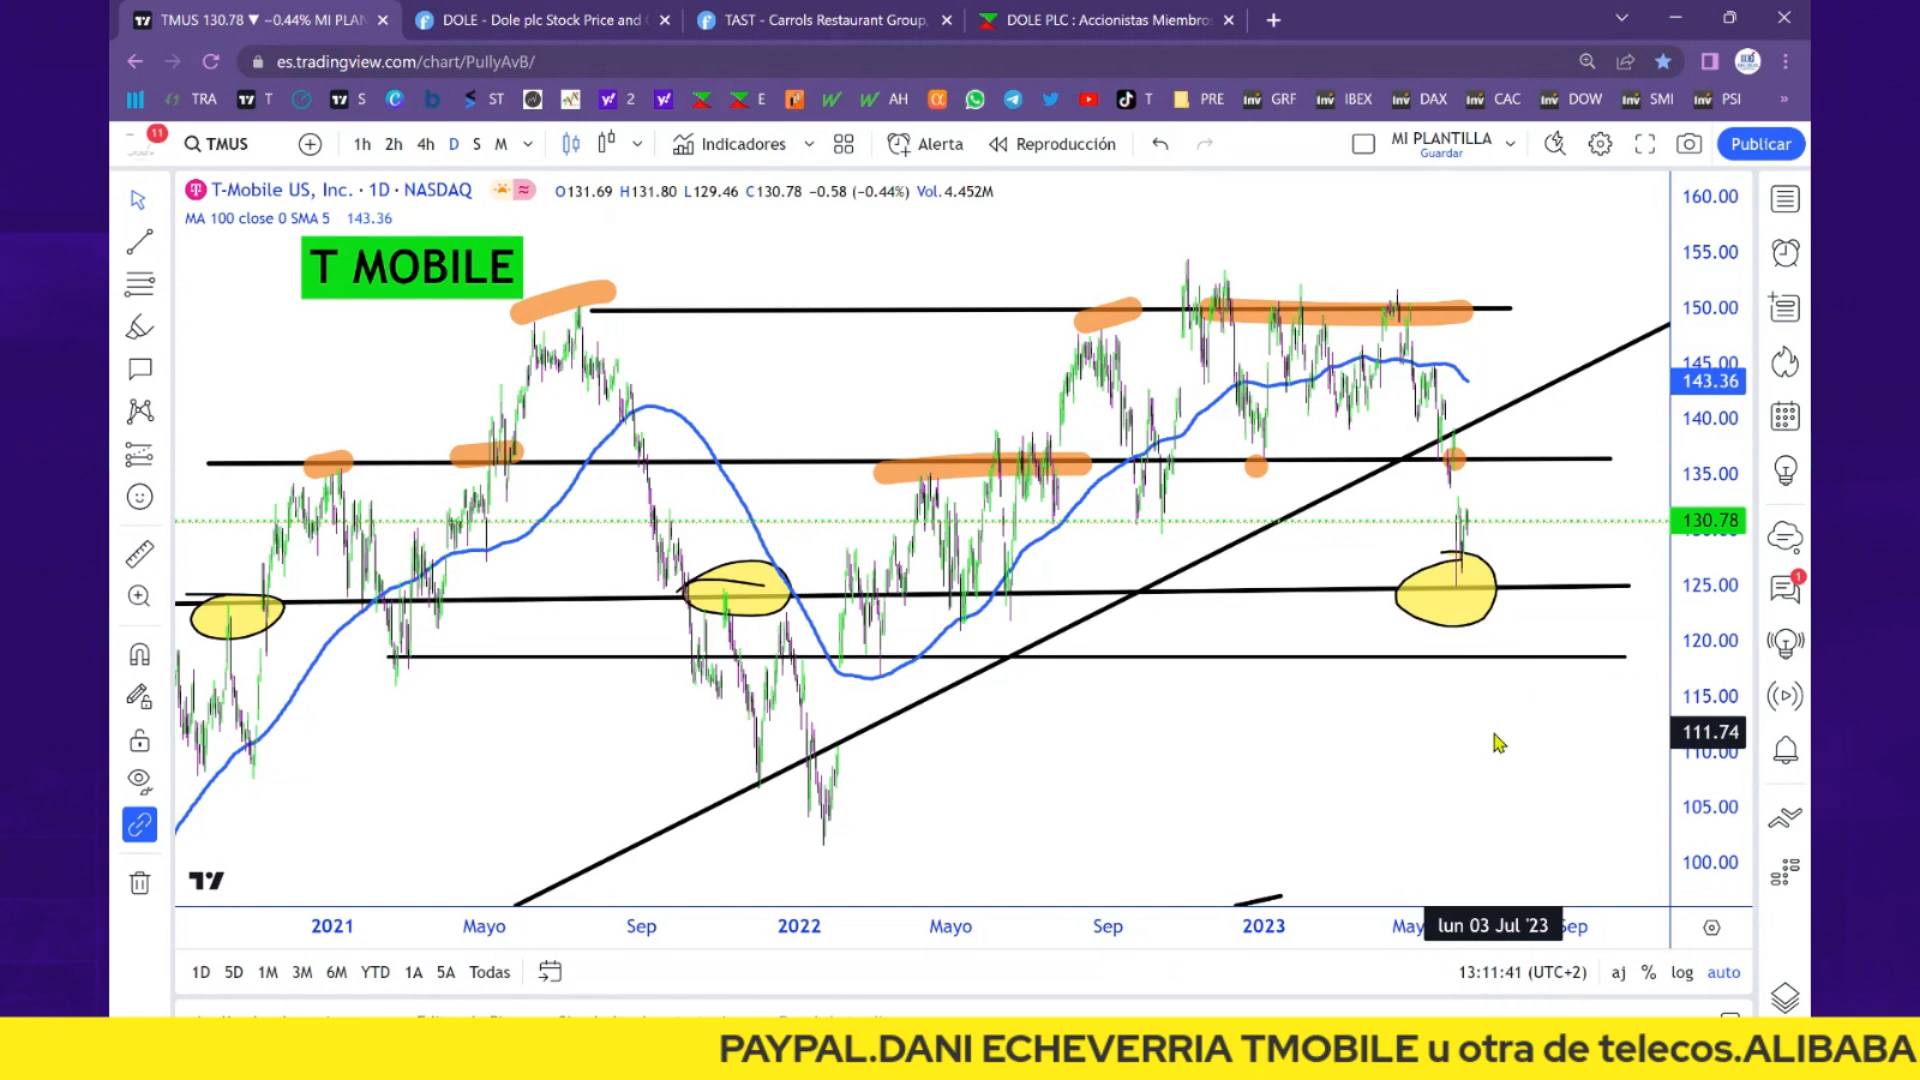 TMUS 130.78 ▼ −0.44% MI PLAN
DOLE - Dole plc Stock Price and
TAST - Carrols Restaurant Group,
DOLE PLC : Accionistas Miembros
es.tradingview.com/chart/PuIIyAvB/
TRA T S ST 2 E AH T PRE GRF IBEX DAX CAC DOW SMI PSI »
11
TMUS 1h 2h 4h D S M Indicadores Alerta Reproducción MI PLANTILLA Guardar Publicar
T-Mobile US, Inc. · 1D · NASDAQ O131.69 H131.80 L129.46 C130.78 −0.58 (−0.44%) Vol. 4.452M
MA 100 close 0 SMA 5 143.36
T MOBILE
160.00
155.00
150.00
145.00
143.36
140.00
135.00
130.78
125.00
120.00
115.00
111.74
110.00
105.00
100.00
1
2021 Mayo Sep 2022 Mayo Sep 2023 May lun 03 Jul '23 Sep
1D 5D 1M 3M 6M YTD 1A 5A Todas 13:11:41 (UTC+2) aj % log auto
PAYPAL.DANI ECHEVERRIA TMOBILE u otra de telecos.ALIBABA